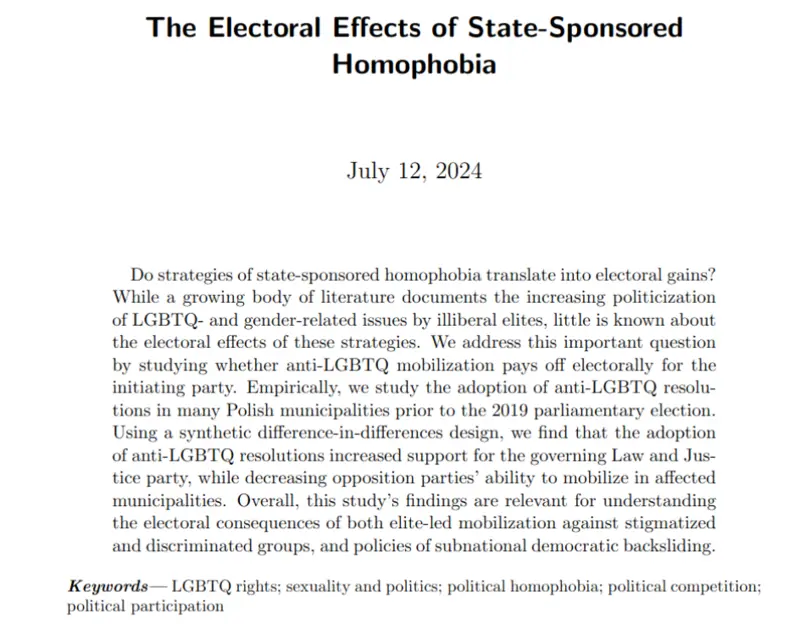 The Electoral Effects of State-Sponsored
Homophobia
July 12, 2024
Do strategies of state-sponsored homophobia translate into electoral gains?
While a growing body of literature documents the increasing politicization
of LGBTQ- and gender-related issues by illiberal elites, little is known about
the electoral effects of these strategies. We address this important question
by studying whether anti-LGBTQ mobilization pays off electorally for the
initiating party. Empirically, we study the adoption of anti-LGBTQ resolu-
tions in many Polish municipalities prior to the 2019 parliamentary election.
Using a synthetic difference-in-differences design, we find that the adoption
of anti-LGBTQ resolutions increased support for the governing Law and Jus-
tice party, while decreasing opposition parties' ability to mobilize in affected
municipalities. Overall, this study's findings are relevant for understanding
the electoral consequences of both elite-led mobilization against stigmatized
and discriminated groups, and policies of subnational democratic backsliding.
Keywords— LGBTQ rights; sexuality and politics; political homophobia; political competition;
political participation